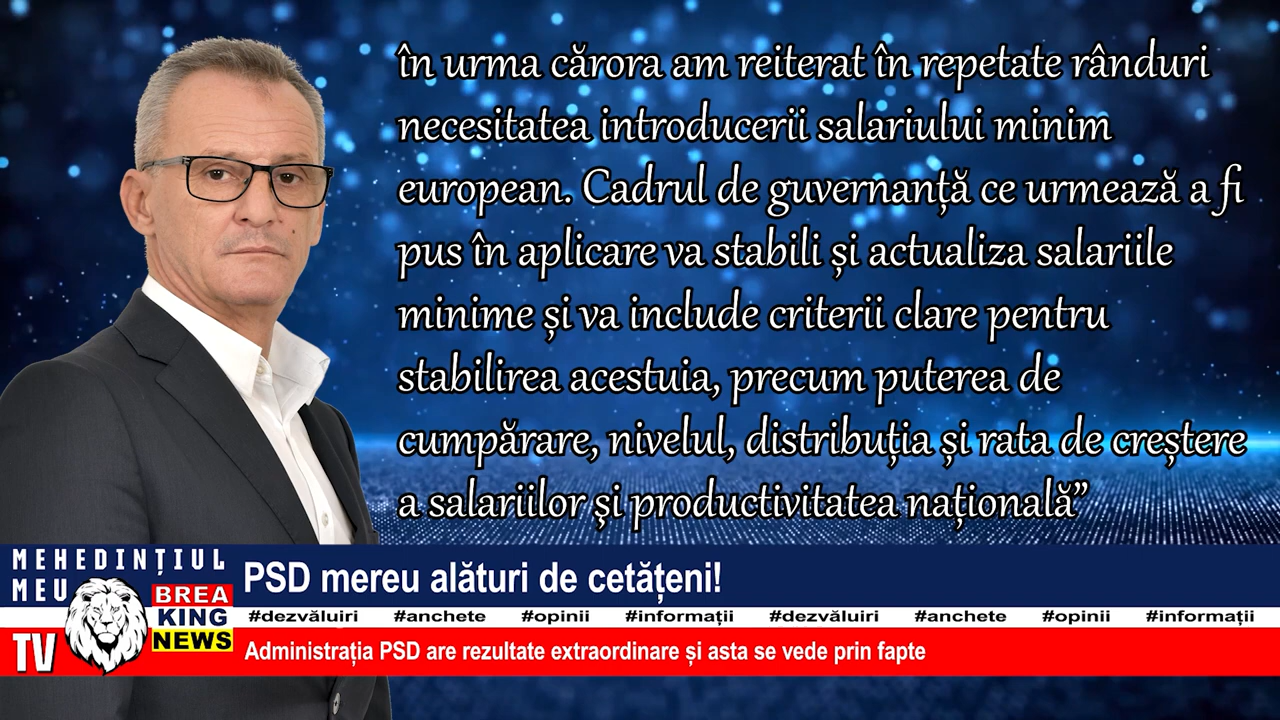 în urma cărora am reiterat în repetate rânduri
necesitatea introducerii salariului minim
european. Cadrul de guvernanță ce urmează a fi
pus în aplicare va stabili și actualiza salariile
minime și va include criterii clare pentru
stabilirea acestuia, precum puterea de
cumpărare, nivelul, distribuția și rata de creștere
a salariilor şi productivitatea națională”
MEHEDINȚIUL
MEU
TV
BREA
KING
NEWS
PSD mereu alături de cetățeni!
#dezvăluiri #anchete #opinii #informații #dezvăluiri #anchete #opinii #informații
Administrația PSD are rezultate extraordinare și asta se vede prin fapte